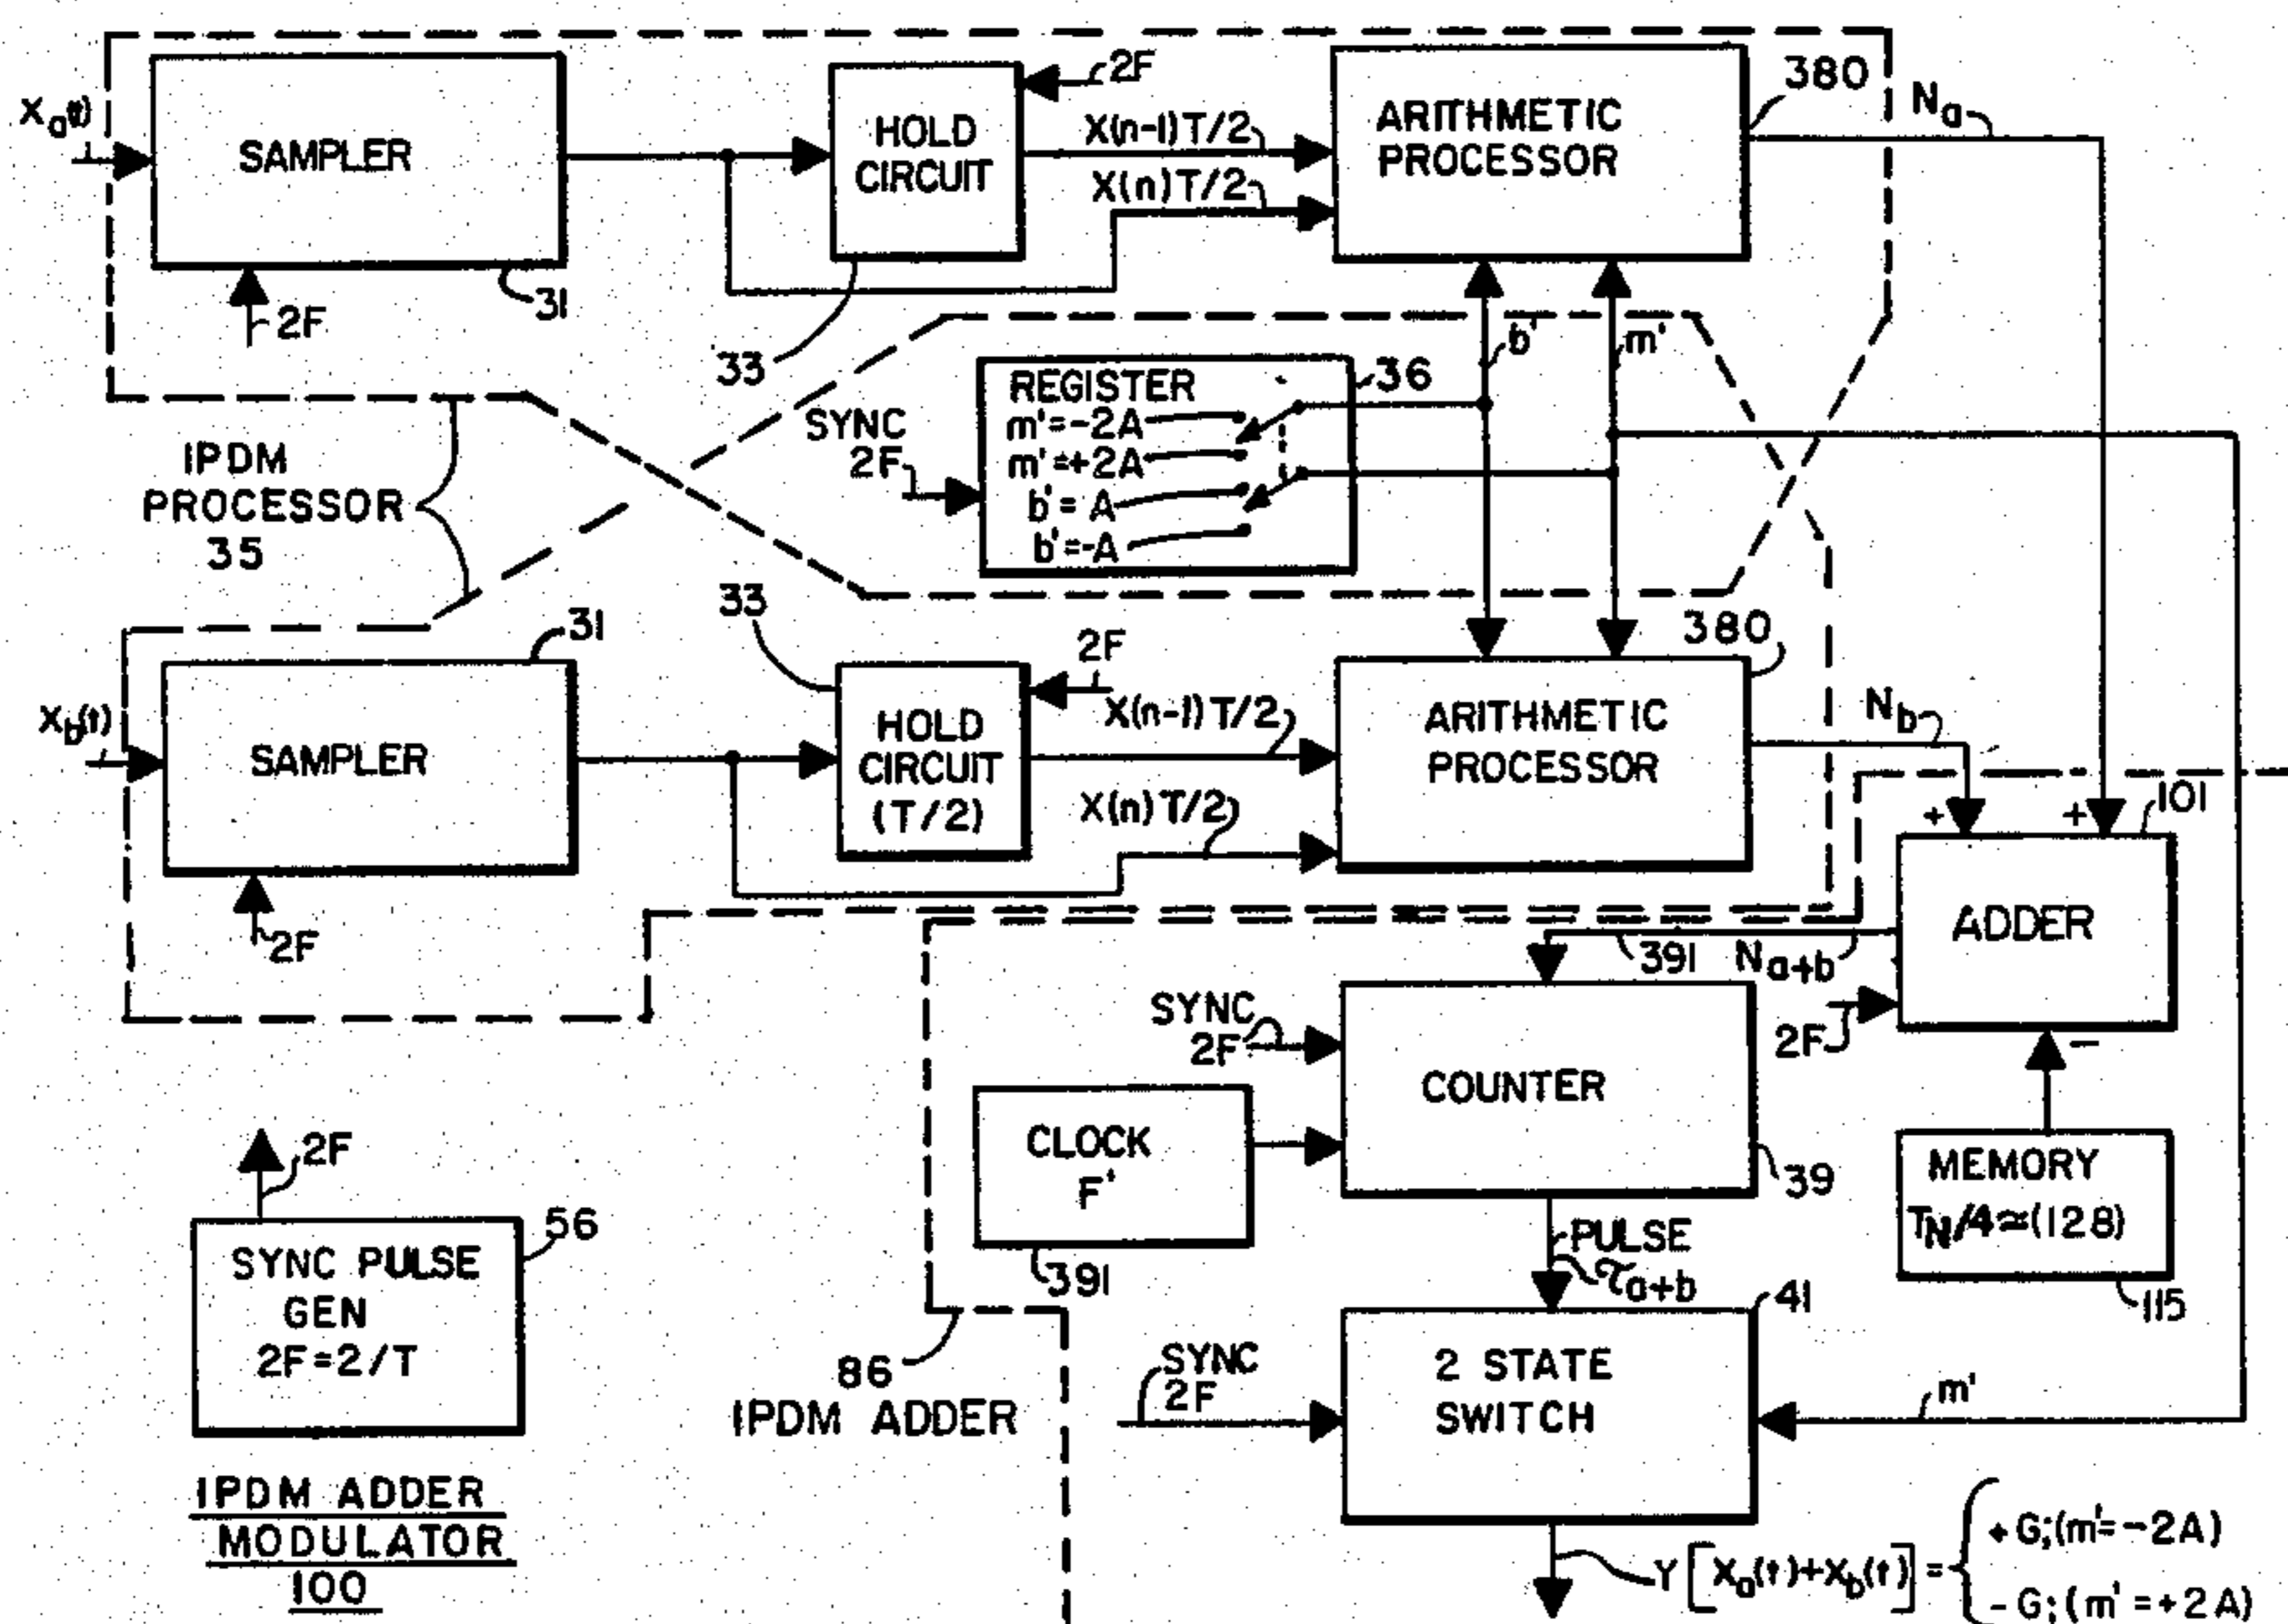 Xa(t)
SAMPLER
31
2F
HOLD
CIRCUIT
33
2F
X(n-1)T/2
X(n)T/2
ARITHMETIC
PROCESSOR
380
Na
b'
m'
IPDM
PROCESSOR
35
SYNC
2F
REGISTER
m'=-2A
m'=+2A
b'=A
b'=-A
36
Xb(t)
SAMPLER
31
2F
33
HOLD
CIRCUIT
(T/2)
2F
X(n-1)T/2
X(n)T/2
ARITHMETIC
PROCESSOR
380
Nb
+
+
101
ADDER
2F
-
391
Na+b
SYNC
2F
COUNTER
39
CLOCK
F'
391
MEMORY
TN/4≃(128)
115
PULSE
τa+b
2F
SYNC PULSE
GEN
2F=2/T
56
86
IPDM ADDER
SYNC
2F
2 STATE
SWITCH
41
m'
IPDM ADDER
MODULATOR
100
Y[Xa(t)+Xb(t)]={
+G;(m'=-2A)
-G;(m'=+2A)